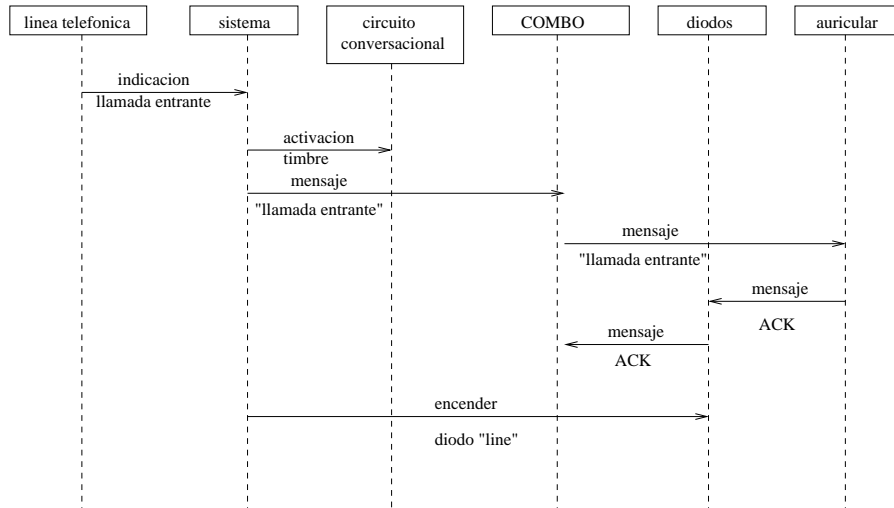 linea telefonica
sistema
circuito
conversacional
COMBO
diodos
auricular
indicacion
llamada entrante
activacion
timbre
mensaje
"llamada entrante"
mensaje
"llamada entrante"
mensaje
ACK
mensaje
ACK
encender
diodo "line"